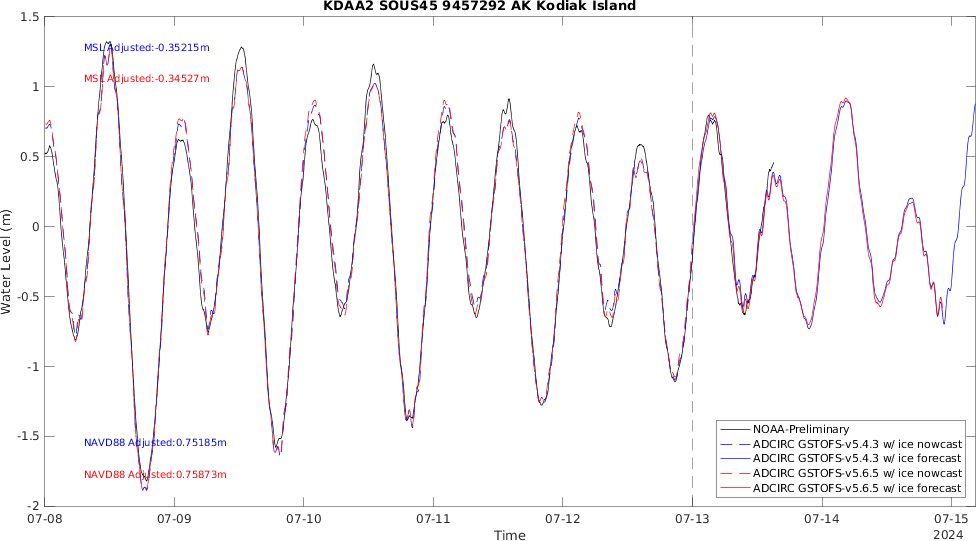 KDAA2 SOUS45 9457292 AK Kodiak Island
1.5
1
0.5
0
-0.5
-1
-1.5
-2
Water Level (m)
MSL Adjusted:-0.35215m
MSL Adjusted:-0.34527m
NAVD88 Adjusted:0.75185m
NAVD88 Adjusted:0.75873m
NOAA-Preliminary
ADCIRC GSTOFS-v5.4.3 w/ ice nowcast
ADCIRC GSTOFS-v5.4.3 w/ ice forecast
ADCIRC GSTOFS-v5.6.5 w/ ice nowcast
ADCIRC GSTOFS-v5.6.5 w/ ice forecast
07-08 07-09 07-10 07-11 07-12 07-13 07-14 07-15
Time
2024